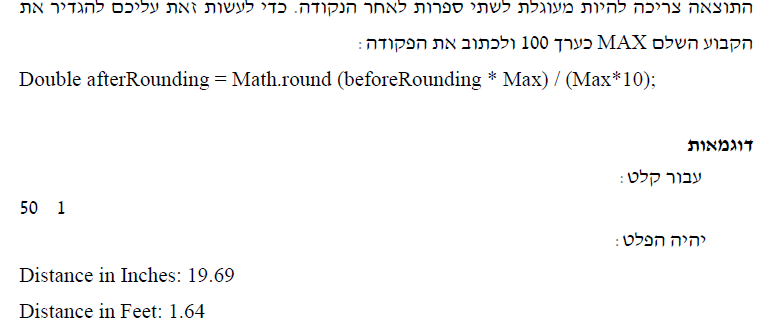 התוצאה צריכה להיות מעוגלת לשתי ספרות לאחר הנקודה. כדי לעשות זאת עליכם להגדיר את
הקבוע השלם MAX כערך 100 ולכתוב את הפקודה:
Double afterRounding = Math.round (beforeRounding * Max) / (Max*10);
דוגמאות
עבור קלט:
50 1
יהיה הפלט:
Distance in Inches: 19.69
Distance in Feet: 1.64